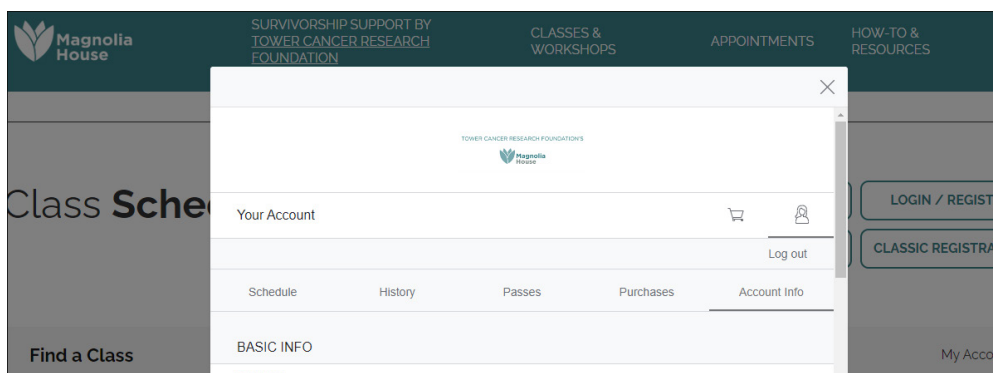 Magnolia
House
SURVIVORSHIP SUPPORT BY
TOWER CANCER RESEARCH
FOUNDATION
CLASSES &
WORKSHOPS
APPOINTMENTS
HOW-TO &
RESOURCES
TOWER CANCER RESEARCH FOUNDATION'S
Magnolia
House
Class Sche
Your Account
LOGIN / REGIST
Log out
CLASSIC REGISTRA
Schedule History Passes Purchases Account Info
BASIC INFO
Find a Class
My Acco